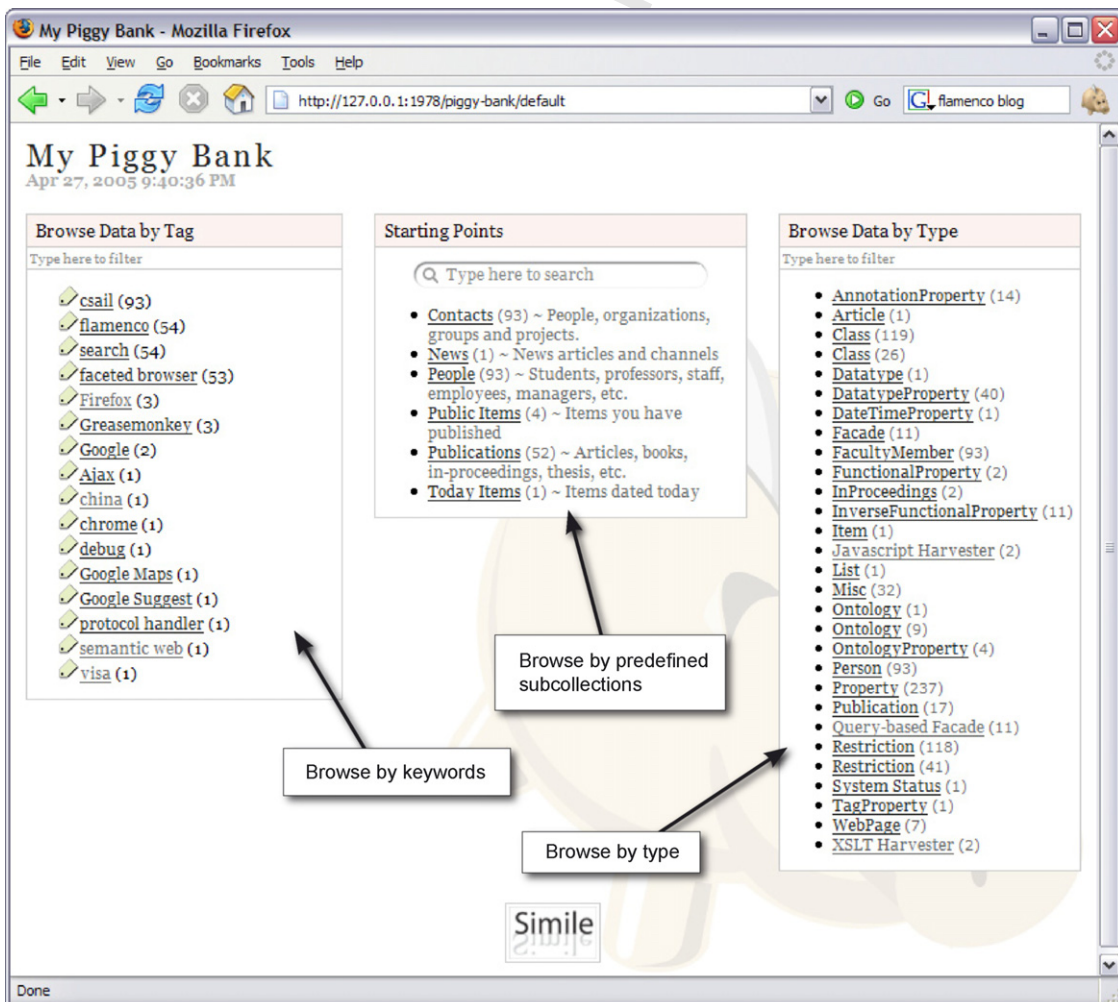 My Piggy Bank - Mozilla Firefox
File Edit View Go Bookmarks Tools Help
http://127.0.0.1:1978/piggy-bank/default
Go
G
flamenco blog
My Piggy Bank
Apr 27, 2005 9:40:36 PM
Browse Data by Tag
Type here to filter
csail (93)
flamenco (54)
search (54)
faceted browser (53)
Firefox (3)
Greasemonkey (3)
Google (2)
Ajax (1)
china (1)
chrome (1)
debug (1)
Google Maps (1)
Google Suggest (1)
protocol handler (1)
semantic web (1)
visa (1)
Browse by keywords
Starting Points
Type here to search
Contacts (93) ~ People, organizations,
groups and projects.
News (1) ~ News articles and channels
People (93) ~ Students, professors, staff,
employees, managers, etc.
Public Items (4) ~ Items you have
published
Publications (52) ~ Articles, books,
in-proceedings, thesis, etc.
Today Items (1) ~ Items dated today
Browse by predefined
subcollections
Browse Data by Type
Type here to filter
AnnotationProperty (14)
Article (1)
Class (119)
Class (26)
Datatype (1)
DatatypeProperty (40)
DateTimeProperty (1)
Facade (11)
FacultyMember (93)
FunctionalProperty (2)
InProceedings (2)
InverseFunctionalProperty (11)
Item (1)
Javascript Harvester (2)
List (1)
Misc (32)
Ontology (1)
Ontology (9)
OntologyProperty (4)
Person (93)
Property (237)
Publication (17)
Query-based Facade (11)
Restriction (118)
Restriction (41)
System Status (1)
TagProperty (1)
WebPage (7)
XSLT Harvester (2)
Browse by type
Simile
Done